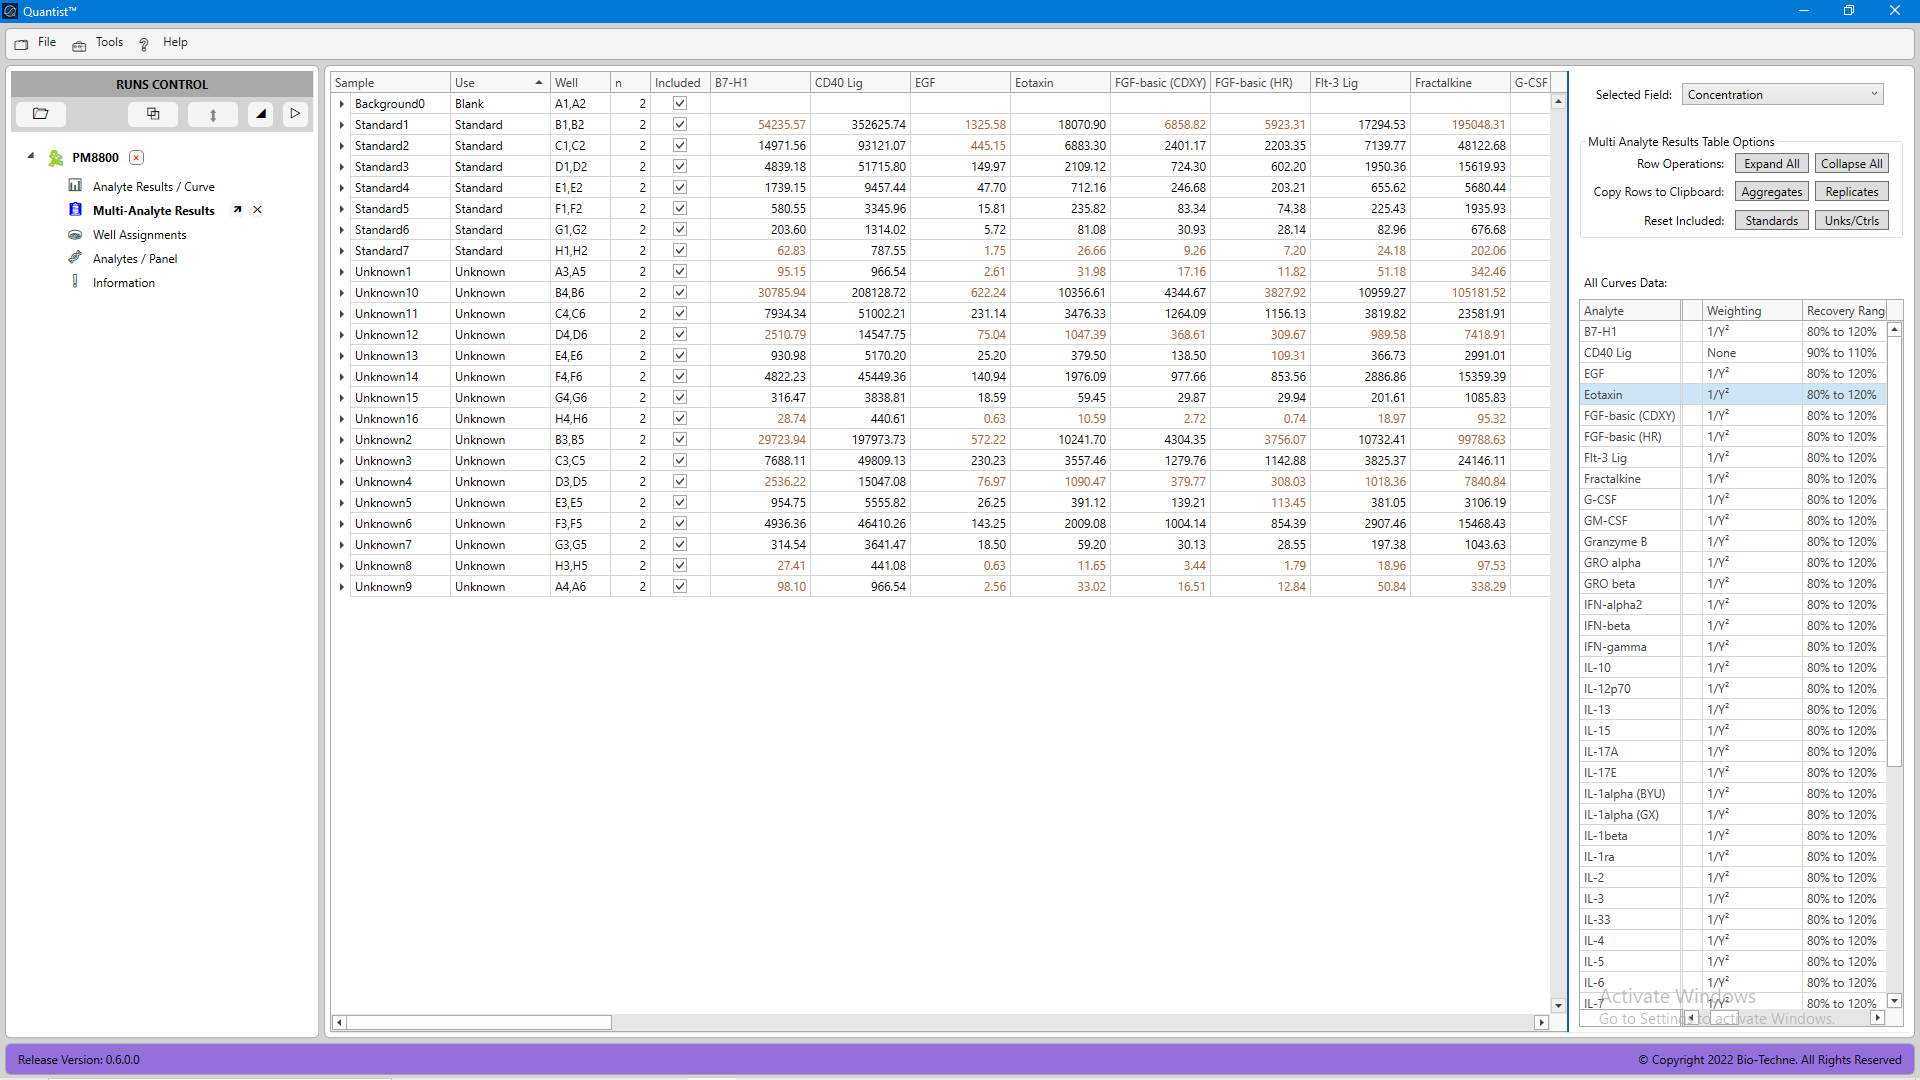 Quantist™
File Tools ? Help
RUNS CONTROL
PM8800
Analyte Results / Curve
Multi-Analyte Results
Well Assignments
Analytes / Panel
Information
Sample Use Well n Included B7-H1 CD40 Lig EGF Eotaxin FGF-basic (CDXY) FGF-basic (HR) Flt-3 Lig Fractalkine G-CSF
Background0 Blank A1,A2 2
Standard1 Standard B1,B2 2 54235.57 352625.74 1325.58 18070.90 6858.82 5923.31 17294.53 195048.31
Standard2 Standard C1,C2 2 14971.56 93121.07 445.15 6883.30 2401.17 2203.35 7139.77 48122.68
Standard3 Standard D1,D2 2 4839.18 51715.80 149.97 2109.12 724.30 602.20 1950.36 15619.93
Standard4 Standard E1,E2 2 1739.15 9457.44 47.70 712.16 246.68 203.21 655.62 5680.44
Standard5 Standard F1,F2 2 580.55 3345.96 15.81 235.82 83.34 74.38 225.43 1935.93
Standard6 Standard G1,G2 2 203.60 1314.02 5.72 81.08 30.93 28.14 82.96 676.68
Standard7 Standard H1,H2 2 62.83 787.55 1.75 26.66 9.26 7.20 24.18 202.06
Unknown1 Unknown A3,A5 2 95.15 966.54 2.61 31.98 17.16 11.82 51.18 342.46
Unknown10 Unknown B4,B6 2 30785.94 208128.72 622.24 10356.61 4344.67 3827.92 10959.27 105181.52
Unknown11 Unknown C4,C6 2 7934.34 51002.21 231.14 3476.33 1264.09 1156.13 3819.82 23581.91
Unknown12 Unknown D4,D6 2 2510.79 14547.75 75.04 1047.39 368.61 309.67 989.58 7418.91
Unknown13 Unknown E4,E6 2 930.98 5170.20 25.20 379.50 138.50 109.31 366.73 2991.01
Unknown14 Unknown F4,F6 2 4822.23 45449.36 140.94 1976.09 977.66 853.56 2886.86 15359.39
Unknown15 Unknown G4,G6 2 316.47 3838.81 18.59 59.45 29.87 29.94 201.61 1085.83
Unknown16 Unknown H4,H6 2 28.74 440.61 0.63 10.59 2.72 0.74 18.97 95.32
Unknown2 Unknown B3,B5 2 29723.94 197973.73 572.22 10241.70 4304.35 3756.07 10732.41 99788.63
Unknown3 Unknown C3,C5 2 7688.11 49809.13 230.23 3557.46 1279.76 1142.88 3825.37 24146.11
Unknown4 Unknown D3,D5 2 2536.22 15047.08 76.97 1090.47 379.77 308.03 1018.36 7840.84
Unknown5 Unknown E3,E5 2 954.75 5555.82 26.25 391.12 139.21 113.45 381.05 3106.19
Unknown6 Unknown F3,F5 2 4936.36 46410.26 143.25 2009.08 1004.14 854.39 2907.46 15468.43
Unknown7 Unknown G3,G5 2 314.54 3641.47 18.50 59.20 30.13 28.55 197.38 1043.63
Unknown8 Unknown H3,H5 2 27.41 441.08 0.63 11.65 3.44 1.79 18.96 97.53
Unknown9 Unknown A4,A6 2 98.10 966.54 2.56 33.02 16.51 12.84 50.84 338.29
Selected Field: Concentration
Multi Analyte Results Table Options
Row Operations: Expand All Collapse All
Copy Rows to Clipboard: Aggregates Replicates
Reset Included: Standards Unks/Ctrls
All Curves Data:
Analyte Weighting Recovery Rang
B7-H1 1/Y² 80% to 120%
CD40 Lig None 90% to 110%
EGF 1/Y² 80% to 120%
Eotaxin 1/Y² 80% to 120%
FGF-basic (CDXY) 1/Y² 80% to 120%
FGF-basic (HR) 1/Y² 80% to 120%
Flt-3 Lig 1/Y² 80% to 120%
Fractalkine 1/Y² 80% to 120%
G-CSF 1/Y² 80% to 120%
GM-CSF 1/Y² 80% to 120%
Granzyme B 1/Y² 80% to 120%
GRO alpha 1/Y² 80% to 120%
GRO beta 1/Y² 80% to 120%
IFN-alpha2 1/Y² 80% to 120%
IFN-beta 1/Y² 80% to 120%
IFN-gamma 1/Y² 80% to 120%
IL-10 1/Y² 80% to 120%
IL-12p70 1/Y² 80% to 120%
IL-13 1/Y² 80% to 120%
IL-15 1/Y² 80% to 120%
IL-17A 1/Y² 80% to 120%
IL-17E 1/Y² 80% to 120%
IL-1alpha (BYU) 1/Y² 80% to 120%
IL-1alpha (GX) 1/Y² 80% to 120%
IL-1beta 1/Y² 80% to 120%
IL-1ra 1/Y² 80% to 120%
IL-2 1/Y² 80% to 120%
IL-3 1/Y² 80% to 120%
IL-33 1/Y² 80% to 120%
IL-4 1/Y² 80% to 120%
IL-5 1/Y² 80% to 120%
IL-6 1/Y² 80% to 120%
IL-7 1/Y² 80% to 120%
Activate Windows
Go to Settings to activate Windows.
Release Version: 0.6.0.0
© Copyright 2022 Bio-Techne. All Rights Reserved